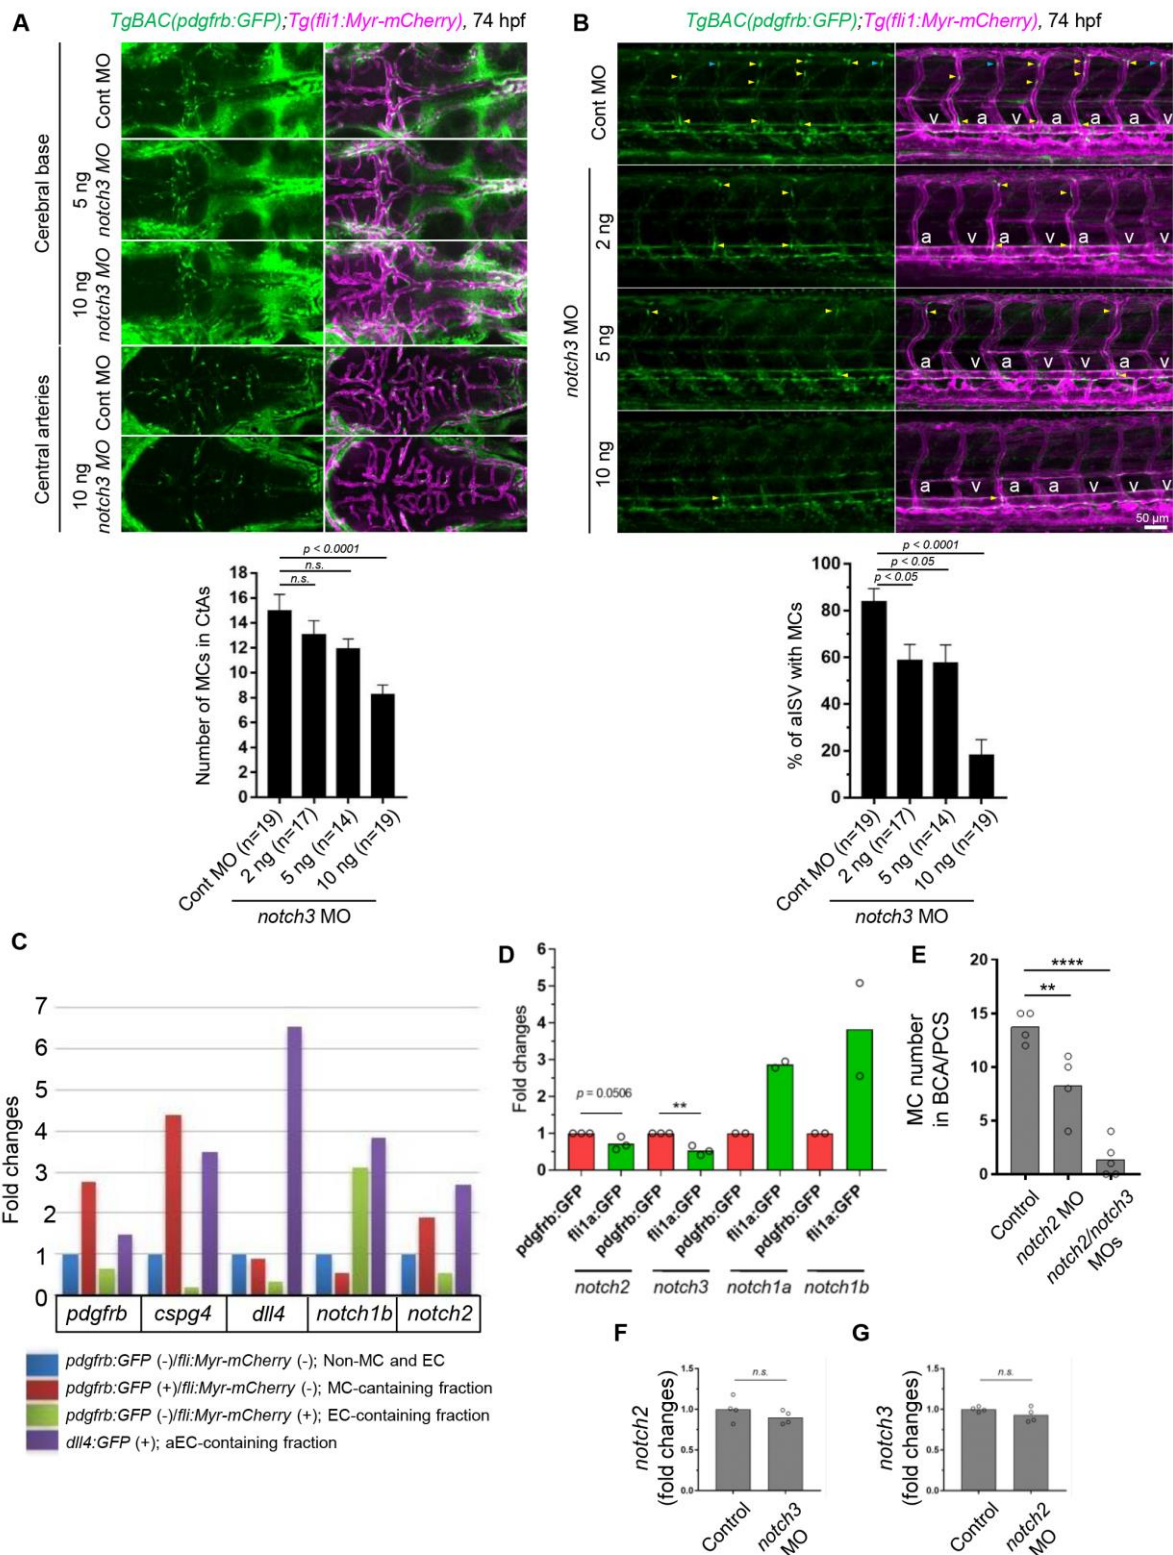 A
TgBAC(pdgfrb:GFP);Tg(fli1:Myr-mCherry), 74 hpf
Cerebral base
Cont MO
5 ng
notch3 MO
10 ng
notch3 MO
Central arteries
Cont MO
10 ng
notch3 MO
p < 0.0001
n.s.
n.s.
Number of MCs in CtAs
18
16
14
12
10
8
6
4
2
0
Cont MO (n=19)
2 ng (n=17)
5 ng (n=14)
10 ng (n=19)
notch3 MO
B
TgBAC(pdgfrb:GFP);Tg(fli1:Myr-mCherry), 74 hpf
Cont MO
v a v a a a v
notch3 MO
2 ng
a v a v a v v
5 ng
a v a v v a v
10 ng
a v a a v v
50 μm
p < 0.0001
p < 0.05
p < 0.05
% of aISV with MCs
100
80
60
40
20
0
Cont MO (n=19)
2 ng (n=17)
5 ng (n=14)
10 ng (n=19)
notch3 MO
C
Fold changes
7
6
5
4
3
2
1
0
pdgfrb cspg4 dll4 notch1b notch2
pdgfrb:GFP (-)/fli:Myr-mCherry (-); Non-MC and EC
pdgfrb:GFP (+)/fli:Myr-mCherry (-); MC-cantaining fraction
pdgfrb:GFP (-)/fli:Myr-mCherry (+); EC-containing fraction
dll4:GFP (+); aEC-containing fraction
D
Fold changes
6
5
4
3
2
1
0
p = 0.0506
**
pdgfrb:GFP
fli1a:GFP
pdgfrb:GFP
fli1a:GFP
pdgfrb:GFP
fli1a:GFP
pdgfrb:GFP
fli1a:GFP
notch2 notch3 notch1a notch1b
E
MC number
in BCA/PCS
20
15
10
5
0
****
**
Control
notch2 MO
notch2/notch3
MOs
F
notch2
(fold changes)
1.5
1.0
0.5
0.0
n.s.
Control
notch3
MO
G
notch3
(fold changes)
1.5
1.0
0.5
0.0
n.s.
Control
notch2
MO